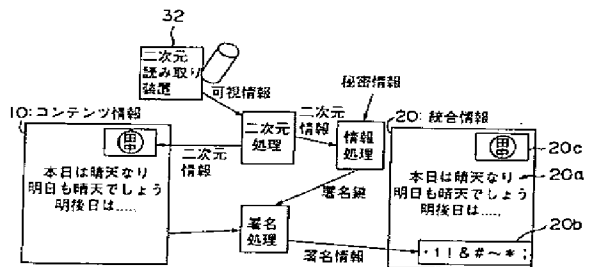 32
二次元
読み取り
装置
可視情報
秘密情報
10:コンテンツ情報
田中
二次元
処理
二次元
情報
情報
処理
20:統合情報
田中
20c
二次元
情報
本日は晴天なり
明日も晴天でしょう
明後日は.....
署名鍵
本日は晴天なり
明日も晴天でしょう
明後日は.....
20a
署名
処理
署名情報
20b
・1!&#~*;